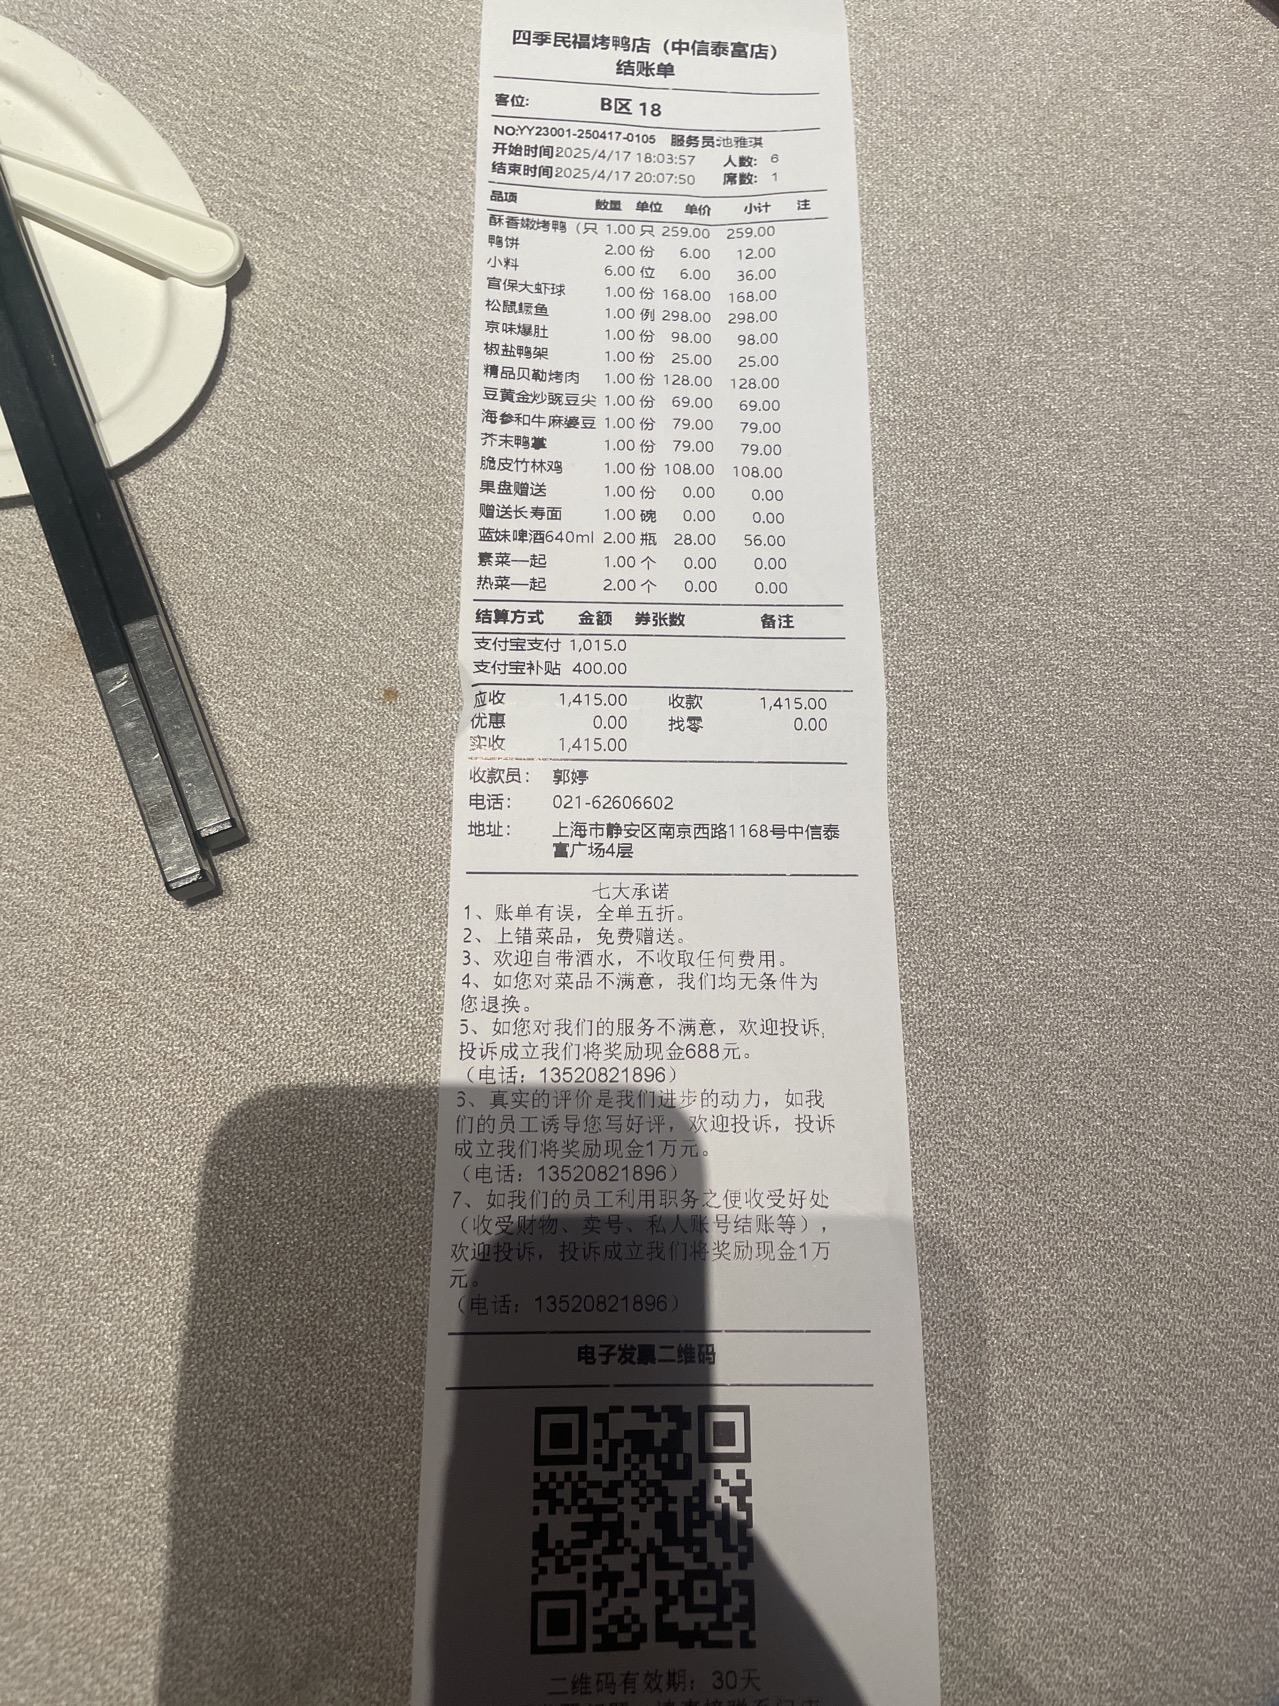 四季民福烤鸭店（中信泰富店）
结账单
客位: B区 18
NO:YY23001-250417-0105 服务员:池雅琪
开始时间2025/4/17 18:03:57 人数: 6
结束时间2025/4/17 20:07:50 席数: 1
品项 数量 单位 单价 小计 注
酥香嫩烤鸭（只 1.00 只 259.00 259.00
鸭饼 2.00 份 6.00 12.00
小料 6.00 位 6.00 36.00
宫保大虾球 1.00 份 168.00 168.00
松鼠鳜鱼 1.00 例 298.00 298.00
京味爆肚 1.00 份 98.00 98.00
椒盐鸭架 1.00 份 25.00 25.00
精品贝勒烤肉 1.00 份 128.00 128.00
豆黄金炒豌豆尖 1.00 份 69.00 69.00
海参和牛麻婆豆 1.00 份 79.00 79.00
芥末鸭掌 1.00 份 79.00 79.00
脆皮竹林鸡 1.00 份 108.00 108.00
果盘赠送 1.00 份 0.00 0.00
赠送长寿面 1.00 碗 0.00 0.00
蓝妹啤酒640ml 2.00 瓶 28.00 56.00
素菜—起 1.00 个 0.00 0.00
热菜—起 2.00 个 0.00 0.00
结算方式 金额 券张数 备注
支付宝支付 1,015.0
支付宝补贴 400.00
应收 1,415.00 收款 1,415.00
优惠 0.00 找零 0.00
实收 1,415.00
收款员: 郭婷
电话: 021-62606602
地址: 上海市静安区南京西路1168号中信泰
富广场4层
七大承诺
1、账单有误，全单五折。
2、上错菜品，免费赠送。
3、欢迎自带酒水，不收取任何费用。
4、如您对菜品不满意，我们均无条件为
您退换。
5、如您对我们的服务不满意，欢迎投诉,
投诉成立我们将奖励现金688元。
（电话：13520821896）
3、真实的评价是我们进步的动力，如我
们的员工诱导您写好评，欢迎投诉，投诉
成立我们将奖励现金1万元。
（电话：13520821896）
7、如我们的员工利用职务之便收受好处
（收受财物、卖号、私人账号结账等），
欢迎投诉，投诉成立我们将奖励现金1万
元。
（电话：13520821896）
电子发票二维码
二维码有效期：30天